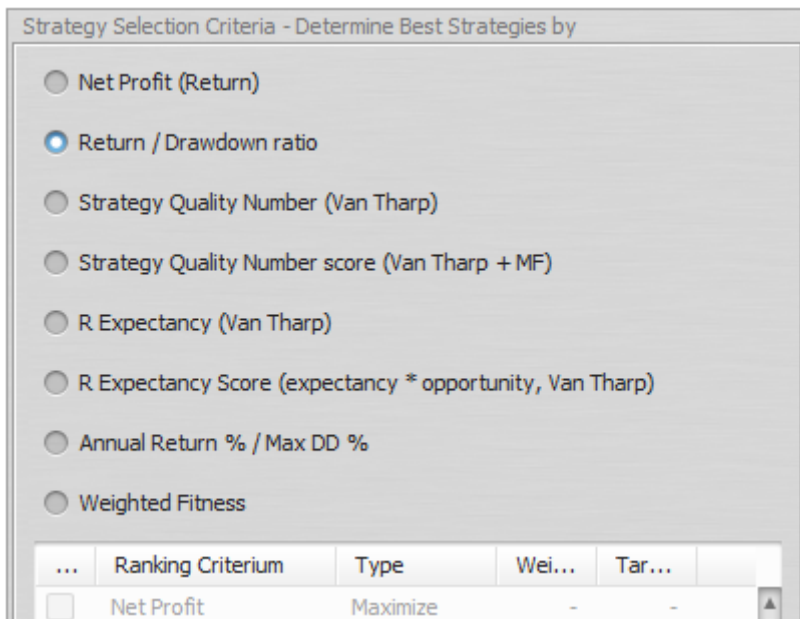 Strategy Selection Criteria - Determine Best Strategies by
Net Profit (Return)
Return / Drawdown ratio
Strategy Quality Number (Van Tharp)
Strategy Quality Number score (Van Tharp + MF)
R Expectancy (Van Tharp)
R Expectancy Score (expectancy * opportunity, Van Tharp)
Annual Return % / Max DD %
Weighted Fitness
... Ranking Criterium Type Wei... Tar...
Net Profit Maximize - -